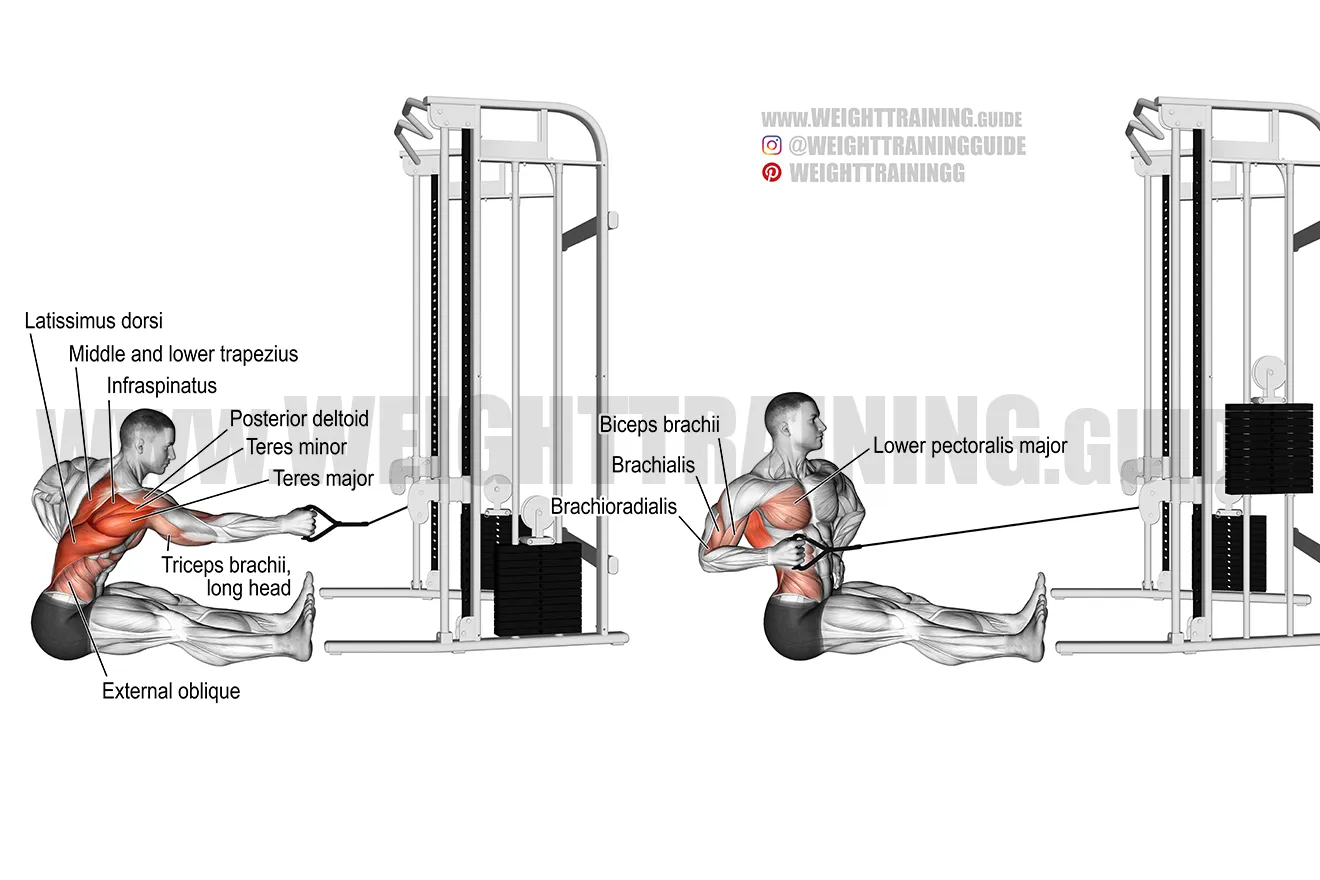 www.WEIGHTTRAINING.GUIDE
@WEIGHTTRAININGGUIDE
WEIGHTTRAININGG
Latissimus dorsi
Middle and lower trapezius
Infraspinatus
Posterior deltoid
Teres minor
Teres major
Triceps brachii,
long head
External oblique
Biceps brachii
Brachialis
Brachioradialis
Lower pectoralis major
www.WEIGHTTRAINING.GUIDE